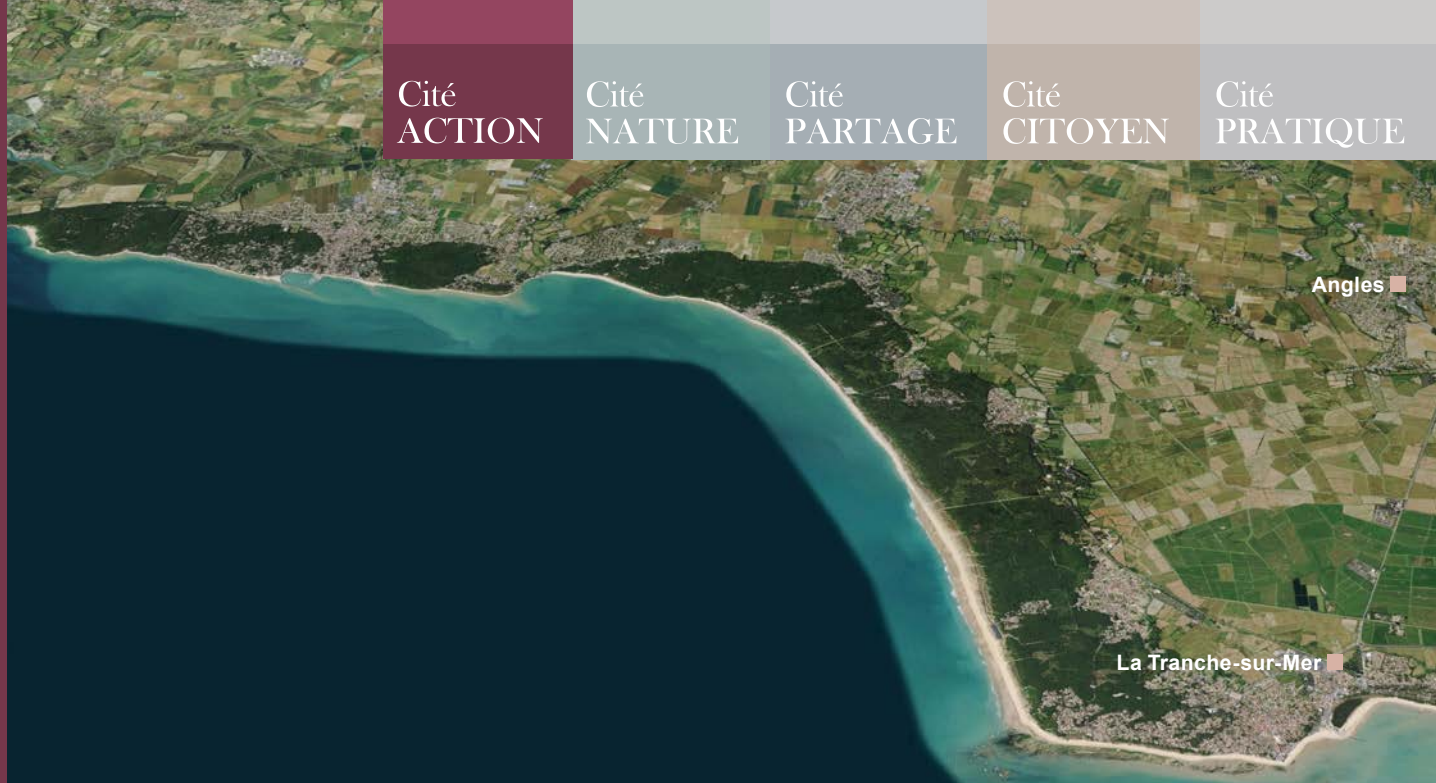 Cité
ACTION
Cité
NATURE
Cité
PARTAGE
Cité
CITOYEN
Cité
PRATIQUE
Angles
La Tranche-sur-Mer